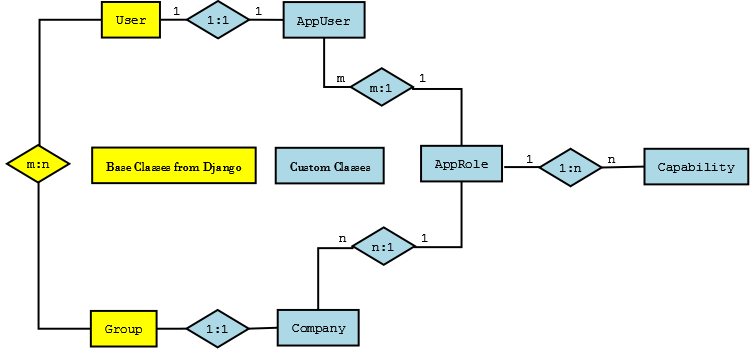 User 1 1:1 1 AppUser
m m:1 1
m:n
Base Classes from Django
Custom Classes
AppRole 1 1:n n Capability
n n:1 1
Group 1:1 Company